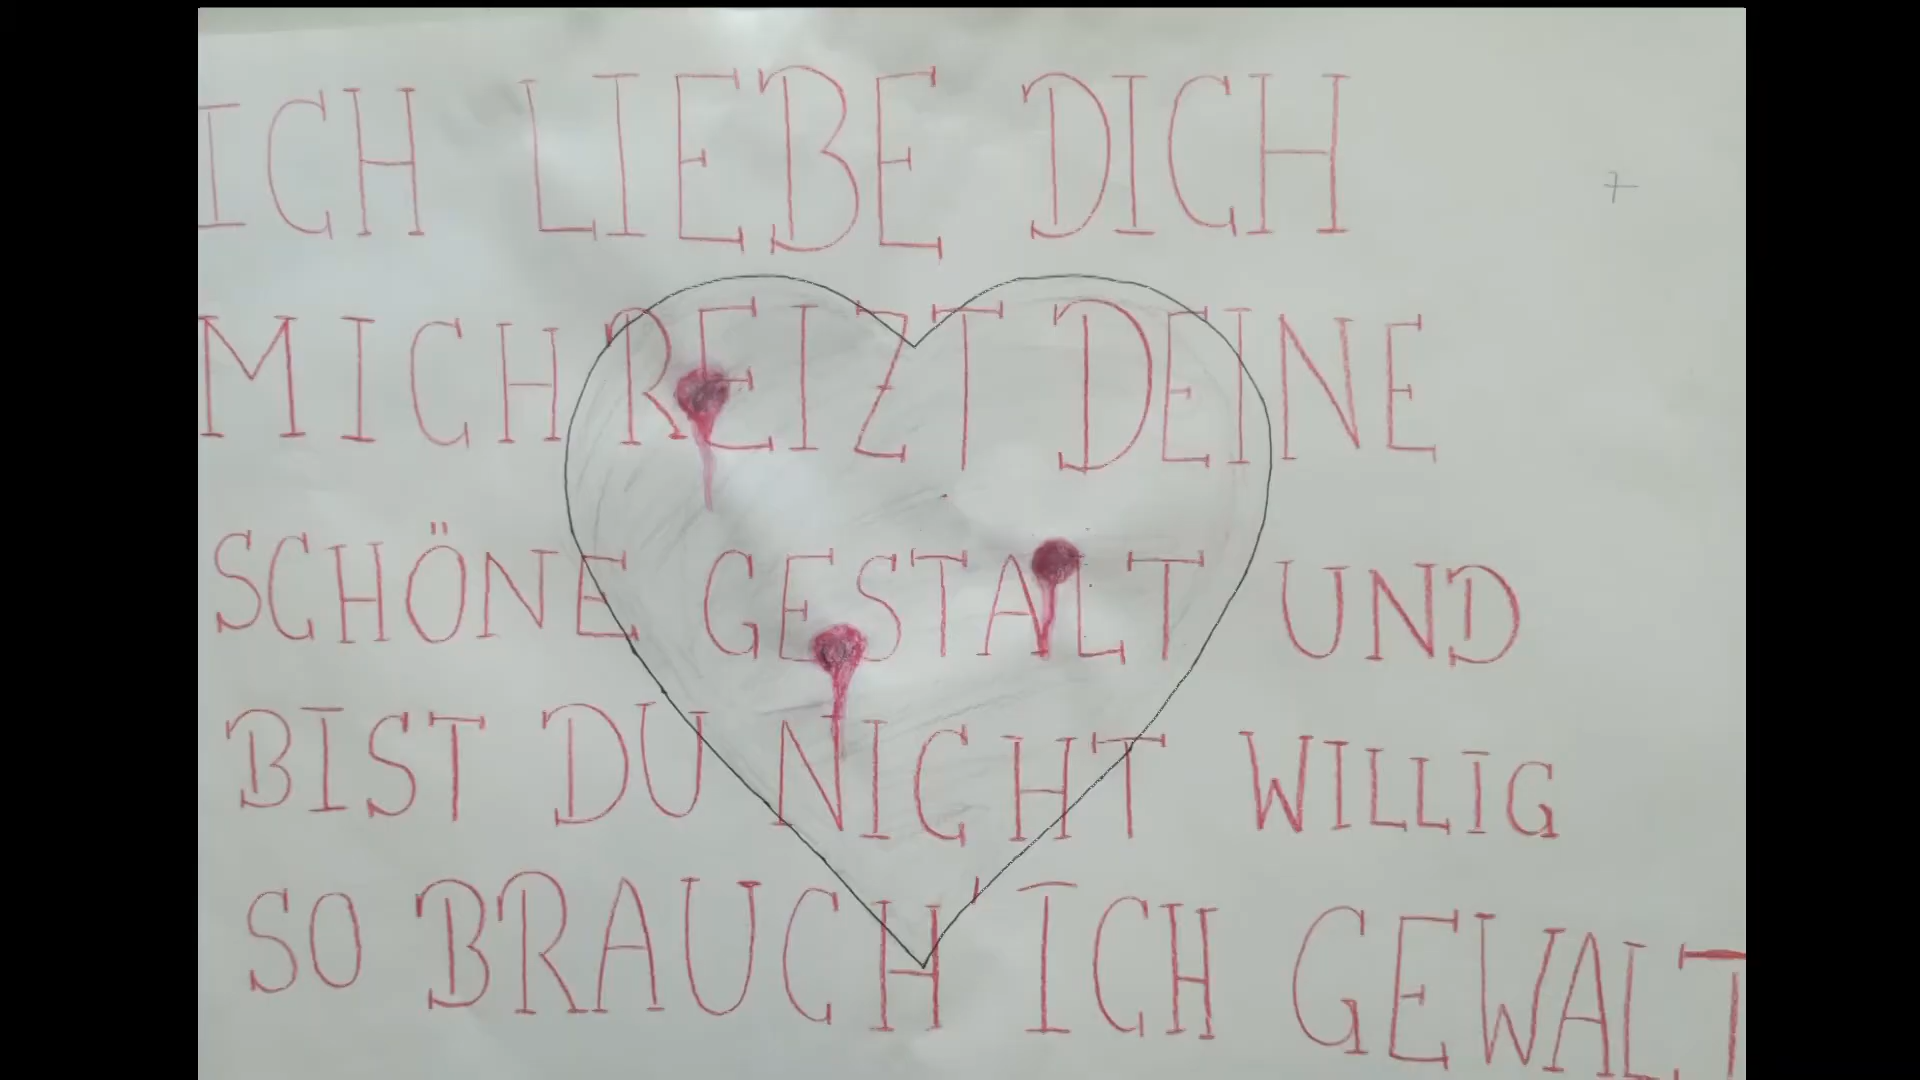 ICH LIEBE DICH
MICH REIZT DEINE
SCHÖNE GESTALT UND
BIST DU NICHT WILLIG
SO BRAUCH' ICH GEWALT